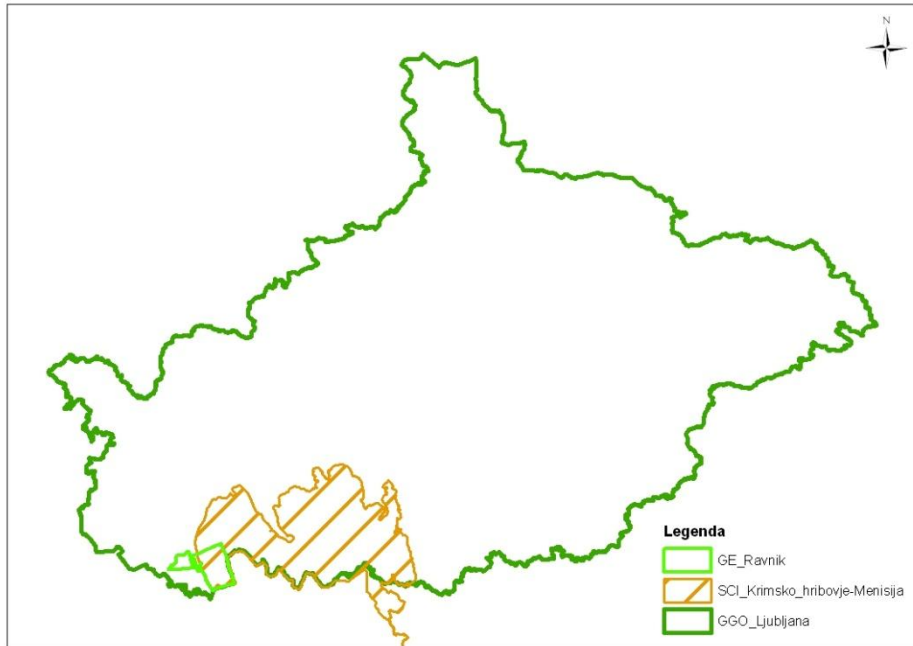 N
Legenda
GE_Ravnik
SCI_Krimsko_hribovje-Menisija
GGO_Ljubljana